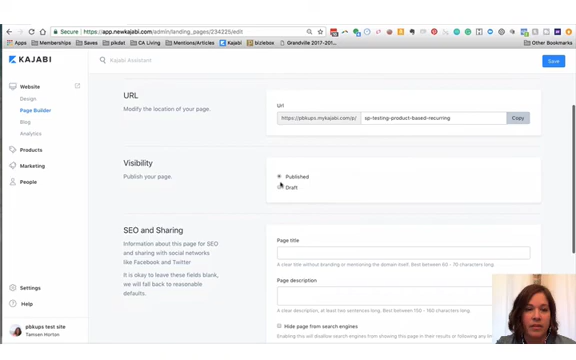 Secure https://app.newkajabi.com/admin/landing_pages/234225/edit
Apps Memberships Saves pkdat CA Living Mentions/Articles Kajabi bizlebox Grandville 2017-201... Other Bookmarks
KAJABI
Kajabi Assistant
Save
Website
Design
Page Builder
Blog
Analytics
Products
Marketing
People
Settings
Help
pbkups test site
Tamsen Horton
URL
Modify the location of your page.
Url
https://pbkups.mykajabi.com/p/ sp-testing-product-based-recurring Copy
Visibility
Publish your page.
Published
Draft
SEO and Sharing
Information about this page for SEO
and sharing with social networks
like Facebook and Twitter
It is okay to leave these fields blank,
we will fall back to reasonable
defaults.
Page title
A clear title without branding or mentioning the domain itself. Best between 60 - 70 characters long.
Page description
A clear description, at least two sentences long. Best between 150 - 160 characters long.
Hide page from search engines
Enabling this will disallow search engines from showing this page in their results or following any lin